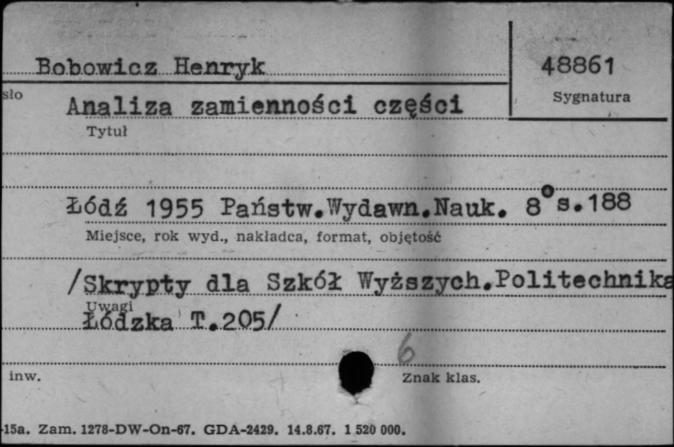 Bobowicz Henryk
48861
sło
Sygnatura
Analiza zamienności części
Tytuł
Łódź 1955 Państw.Wydawn.Nauk. 8° s.188
Miejsce, rok wyd., nakładca, format, objętość
/Skrypty dla Szkół Wyższych.Politechnika
Uwagi
Łódzka T.205/
6
inw.
Znak klas.
-15a. Zam. 1278-DW-On-67. GDA-2429. 14.8.67. 1 520 000.